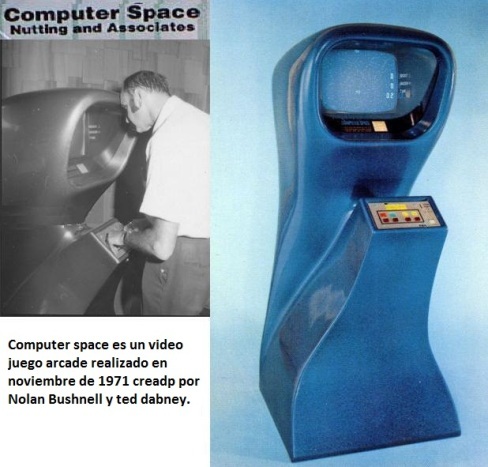 Computer Space
Nutting and Associates
Computer space es un video
juego arcade realizado en
noviembre de 1971 creadp por
Nolan Bushnell y ted dabney.